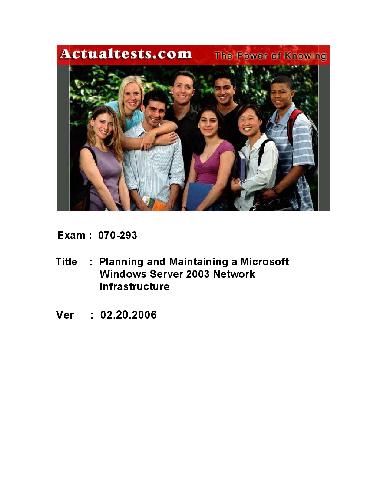 Actualtests.com The Power of Knowing
Exam : 070-293
Title : Planning and Maintaining a Microsoft
Windows Server 2003 Network
Infrastructure
Ver : 02.20.2006